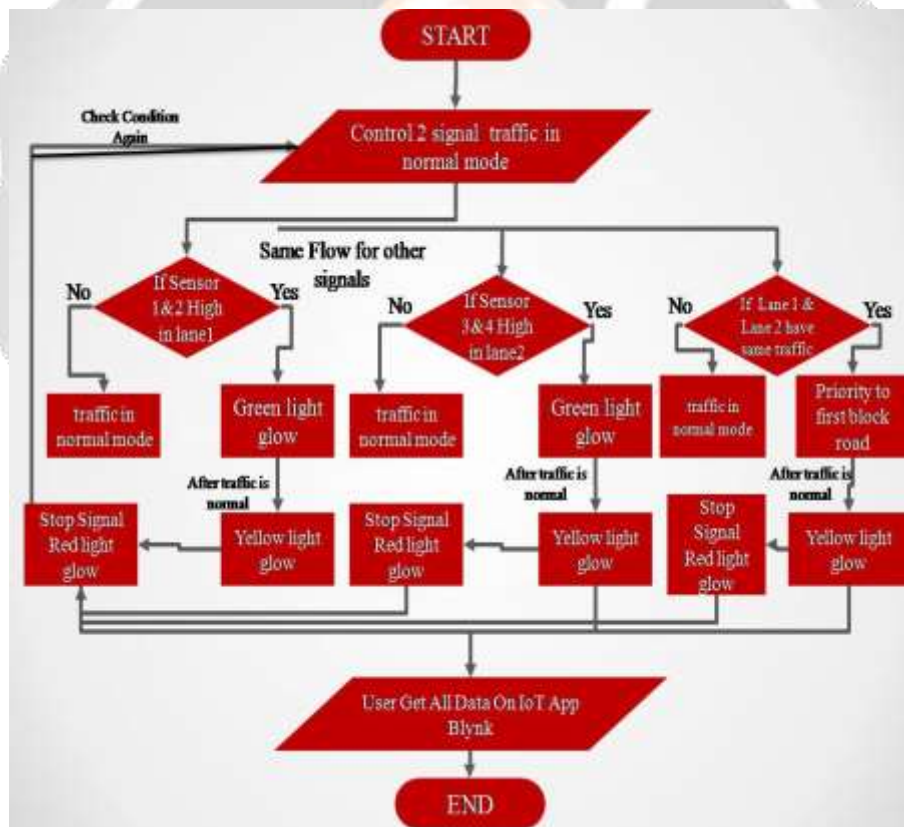 START
Check Condition
Again
Control 2 signal traffic in
normal mode
Same Flow for other
signals
No
If Sensor
1&2 High
in lane1
Yes
No
If Sensor
3&4 High
in lane2
Yes
No
If Lane 1 &
Lane 2 have
same traffic
Yes
traffic in
normal mode
Green light
glow
traffic in
normal mode
Green light
glow
traffic in
normal mode
Priority to
first block
road
After traffic is
normal
After traffic is
normal
After traffic is
normal
Stop Signal
Red light
glow
Yellow light
glow
Stop Signal
Red light
glow
Yellow light
glow
Stop
Signal
Red light
glow
Yellow light
glow
User Get All Data On IoT App
Blynk
END